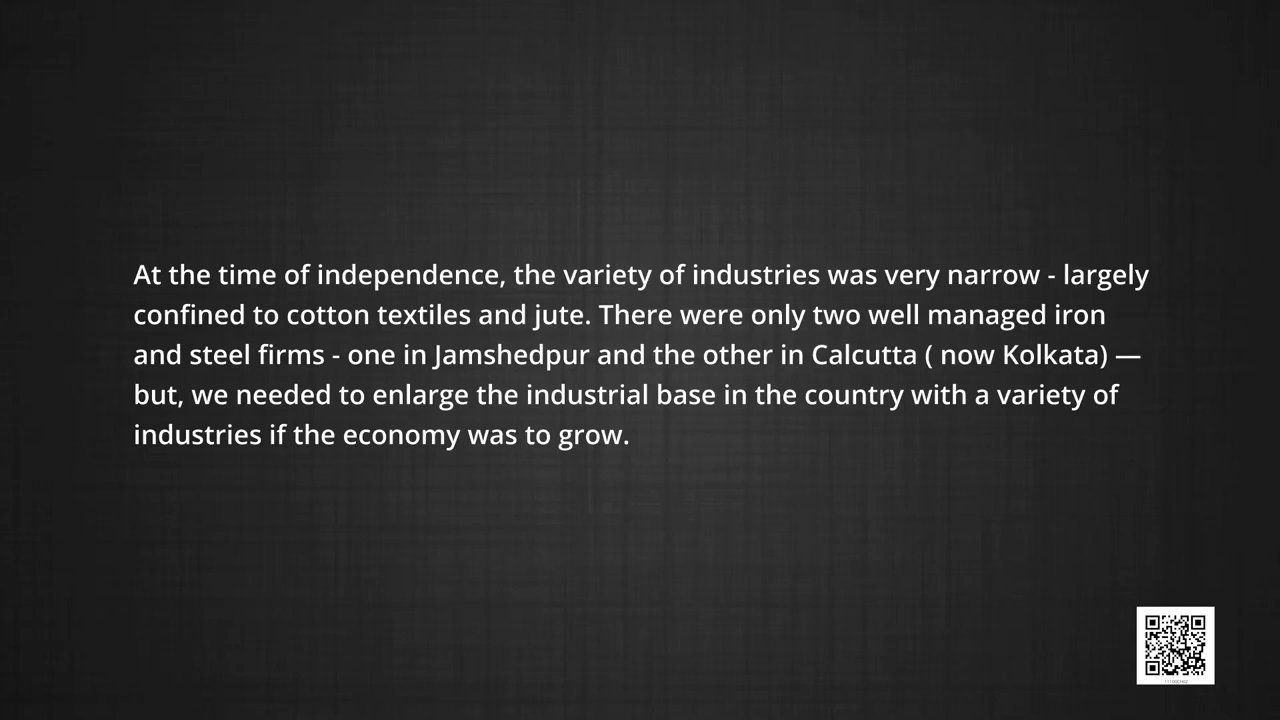 At the time of independence, the variety of industries was very narrow - largely
confined to cotton textiles and jute. There were only two well managed iron
and steel firms - one in Jamshedpur and the other in Calcutta ( now Kolkata) —
but, we needed to enlarge the industrial base in the country with a variety of
industries if the economy was to grow.